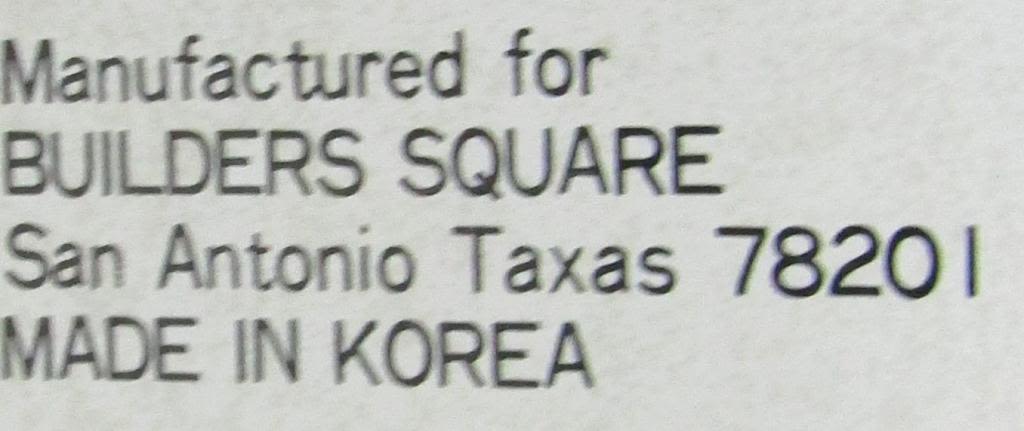 Manufactured for
BUILDERS SQUARE
San Antonio Taxas 78201
MADE IN KOREA